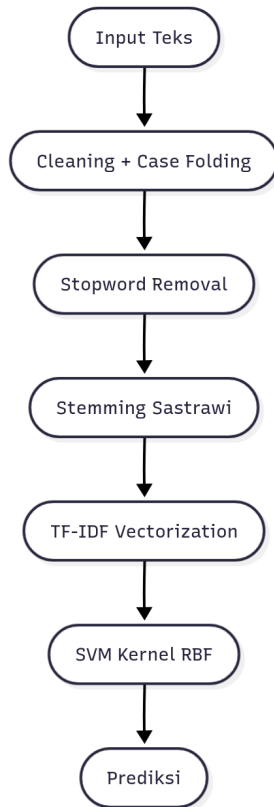 Input Teks
Cleaning + Case Folding
Stopword Removal
Stemming Sastrawi
TF-IDF Vectorization
SVM Kernel RBF
Prediksi